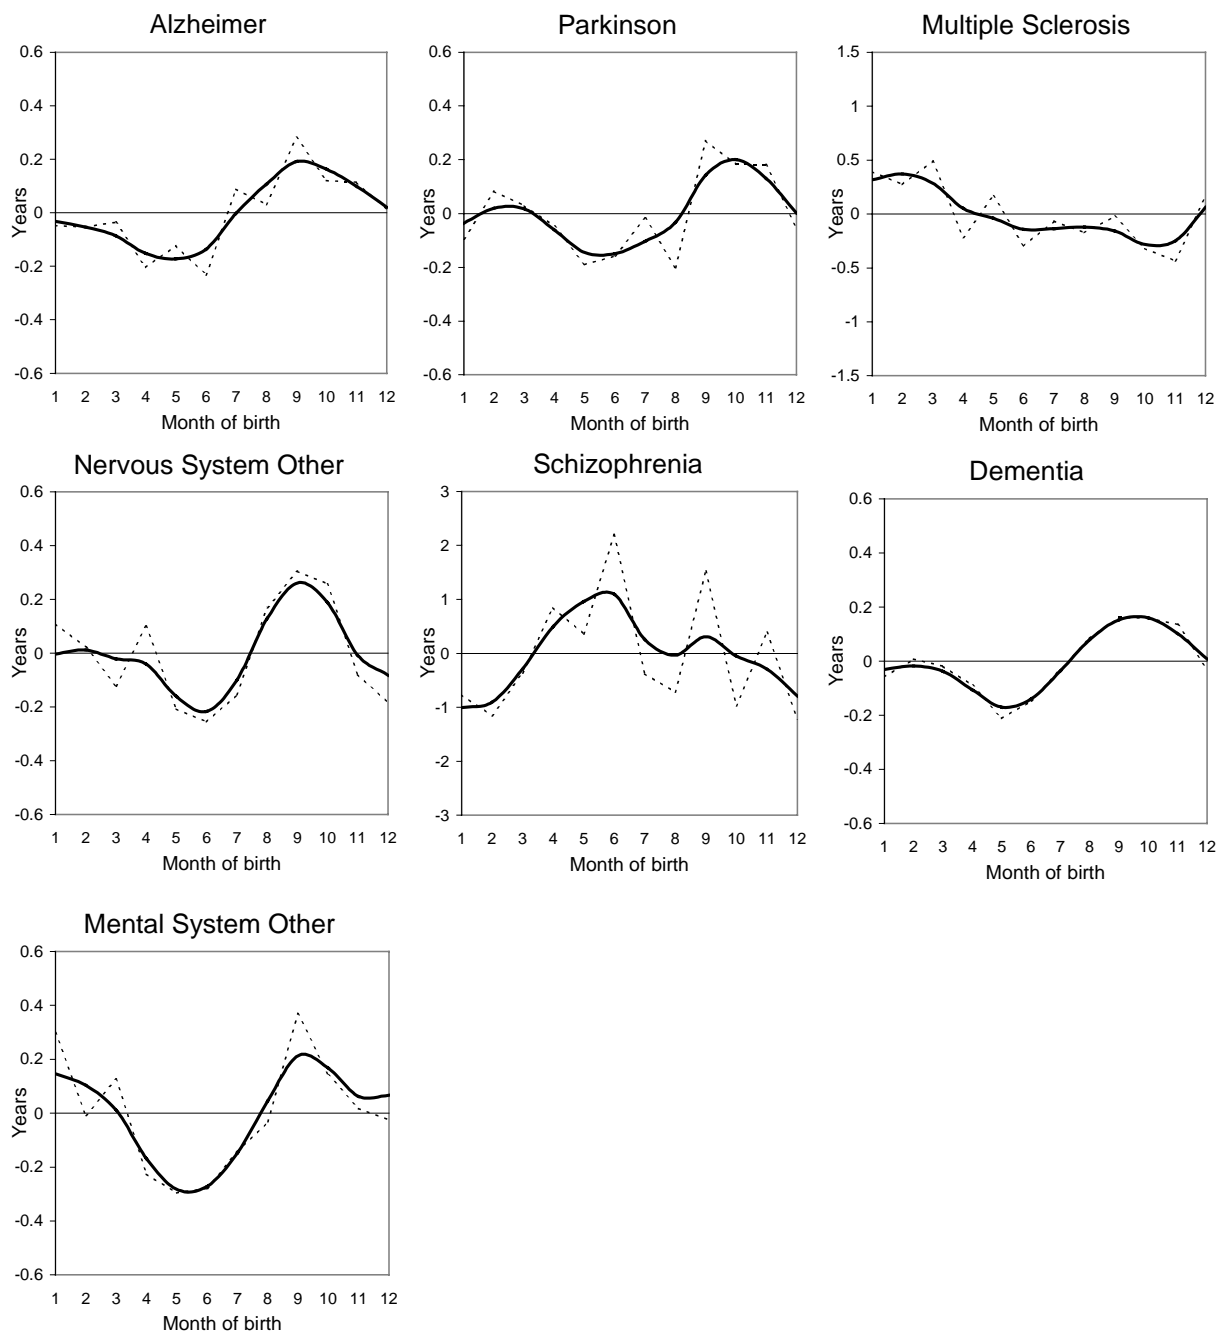 Alzheimer
0.6
0.4
0.2
0
-0.2
-0.4
-0.6
Years
1 2 3 4 5 6 7 8 9 10 11 12
Month of birth
Parkinson
0.6
0.4
0.2
0
-0.2
-0.4
-0.6
Years
1 2 3 4 5 6 7 8 9 10 11 12
Month of birth
Multiple Sclerosis
1.5
1
0.5
0
-0.5
-1
-1.5
Years
1 2 3 4 5 6 7 8 9 10 11 12
Month of birth
Nervous System Other
0.6
0.4
0.2
0
-0.2
-0.4
-0.6
Years
1 2 3 4 5 6 7 8 9 10 11 12
Month of birth
Schizophrenia
3
2
1
0
-1
-2
-3
Years
1 2 3 4 5 6 7 8 9 10 11 12
Month of birth
Dementia
0.6
0.4
0.2
0
-0.2
-0.4
-0.6
Years
1 2 3 4 5 6 7 8 9 10 11 12
Month of birth
Mental System Other
0.6
0.4
0.2
0
-0.2
-0.4
-0.6
Years
1 2 3 4 5 6 7 8 9 10 11 12
Month of birth